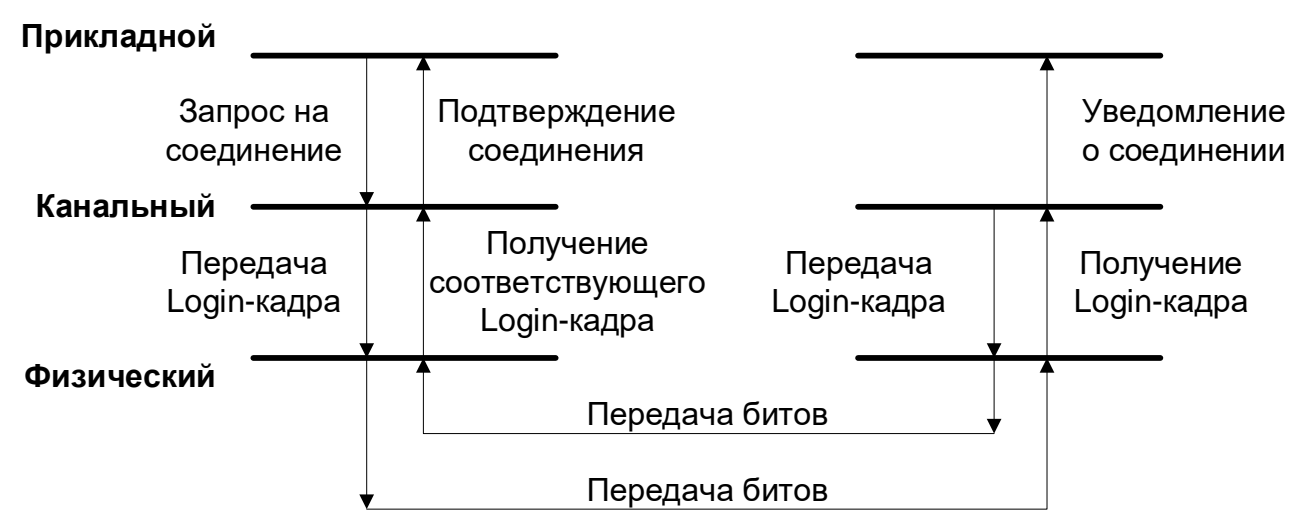 Прикладной
Запрос на
соединение
Подтверждение
соединения
Уведомление
о соединении
Канальный
Передача
Login-кадра
Получение
соответствующего
Login-кадра
Передача
Login-кадра
Получение
Login-кадра
Физический
Передача битов
Передача битов